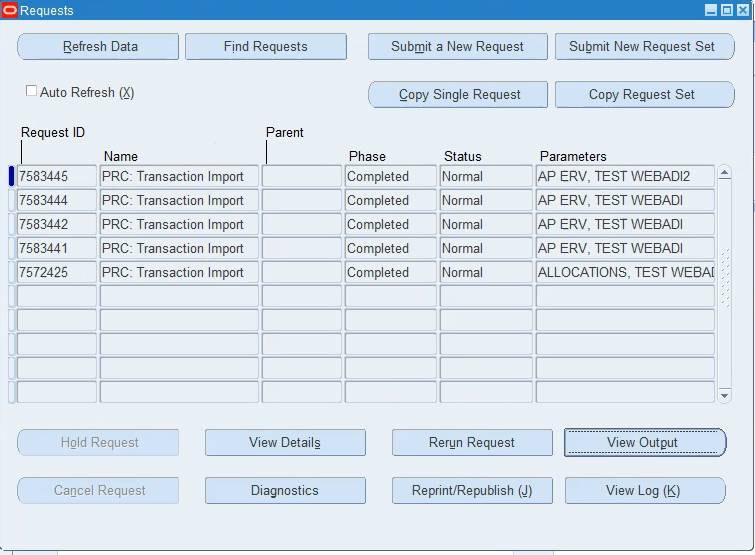 Requests
Refresh Data Find Requests Submit a New Request Submit New Request Set
Auto Refresh (X) Copy Single Request Copy Request Set
Request ID Parent
Name Phase Status Parameters
7583445 PRC: Transaction Import Completed Normal AP ERV, TEST WEBADI2
7583444 PRC: Transaction Import Completed Normal AP ERV, TEST WEBADI
7583442 PRC: Transaction Import Completed Normal AP ERV, TEST WEBADI
7583441 PRC: Transaction Import Completed Normal AP ERV, TEST WEBADI
7572425 PRC: Transaction Import Completed Normal ALLOCATIONS, TEST WEBAD
Hold Request View Details Rerun Request View Output
Cancel Request Diagnostics Reprint/Republish (J) View Log (K)